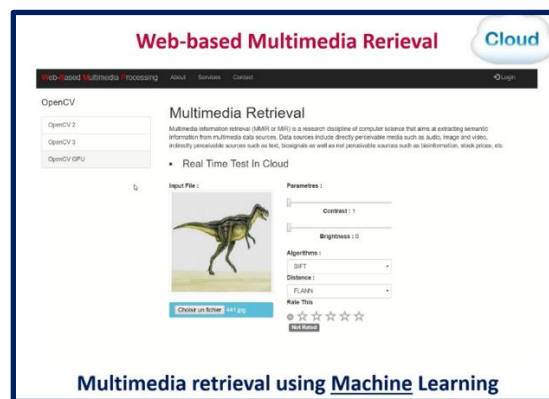 Web-based Multimedia Rerieval
Cloud
Web-Based Multimedia Processing About Services Contact Login
OpenCV
OpenCV 2
OpenCV 3
OpenCV GPU
Multimedia Retrieval
Multimedia information retrieval (MMIR or MIR) is a research discipline of computer science that aims at extracting semantic
information from multimedia data sources. Data sources include directly perceivable media such as audio, image and video,
indirectly perceivable sources such as text, biosignals as well as not perceivable sources such as bioinformation, stock prices, etc
• Real Time Test In Cloud
Input File :
Choisir un fichier 441.jpg
Parametres :
Contrast : 1
Brightness : 0
Algorithms :
SIFT
Distance :
FLANN
Rate This
Not Rated
Multimedia retrieval using Machine Learning